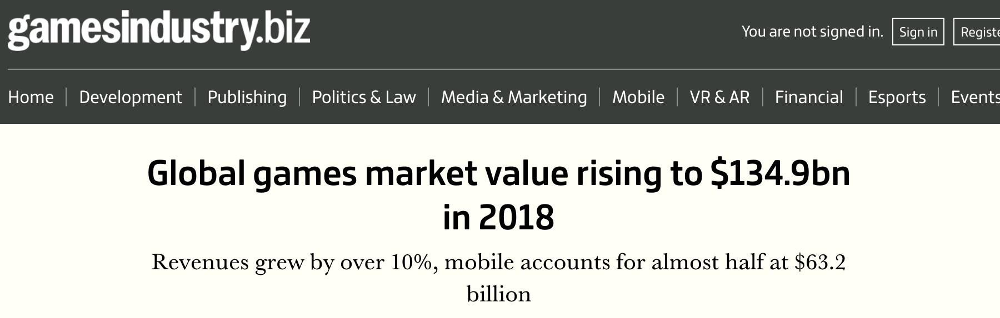 gamesindustry.biz
You are not signed in. Sign in Registe
Home Development Publishing Politics & Law Media & Marketing Mobile VR & AR Financial Esports Events
Global games market value rising to $134.9bn
in 2018
Revenues grew by over 10%, mobile accounts for almost half at $63.2
billion